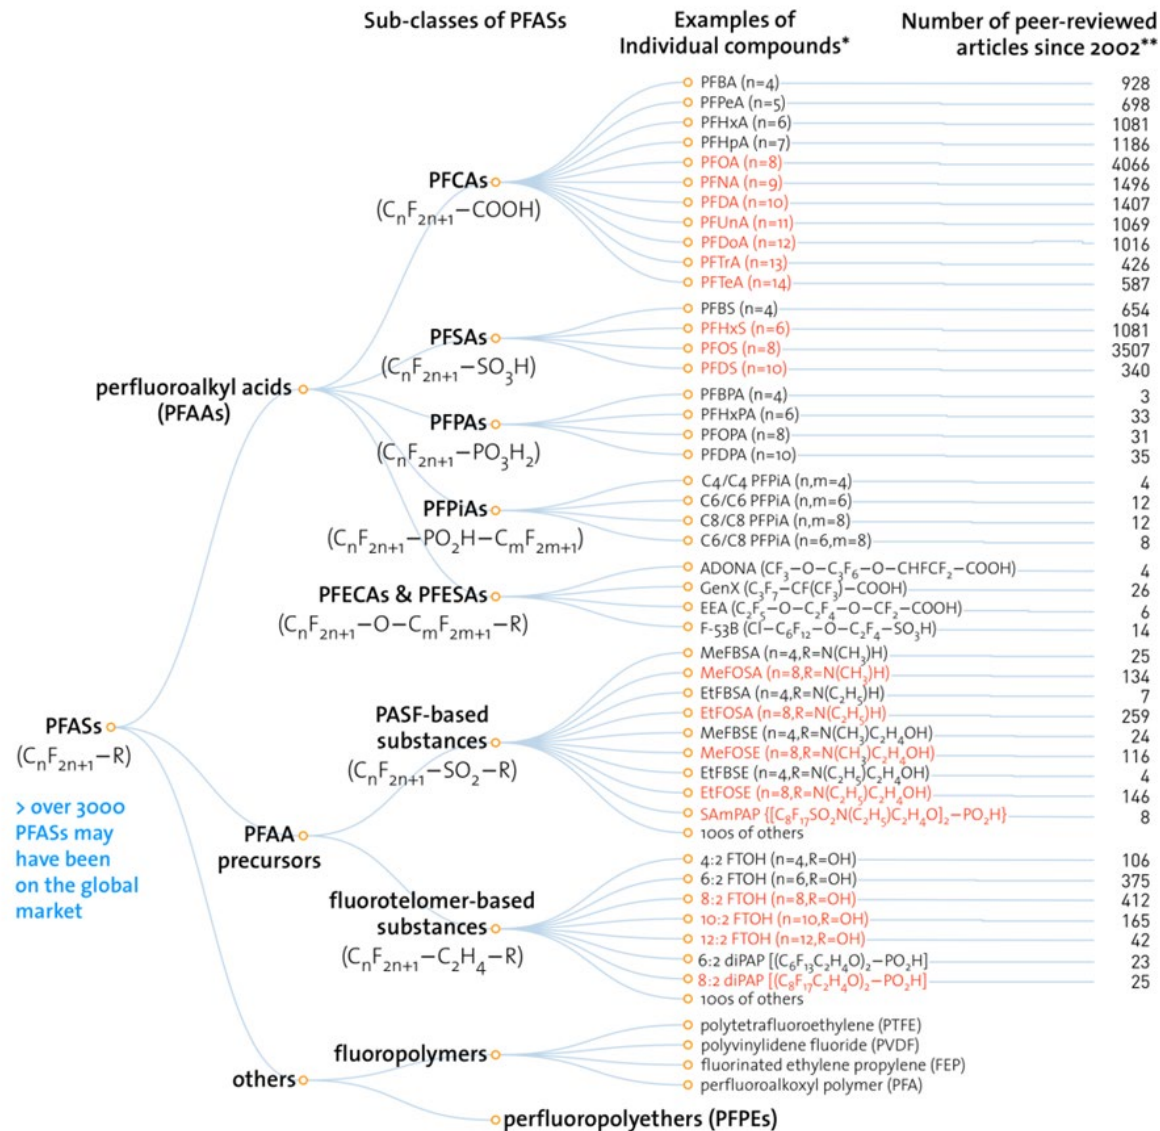 Sub-classes of PFASs
Examples of
Individual compounds*
Number of peer-reviewed
articles since 2002**
PFBA (n=4) 928
PFPeA (n=5) 698
PFHxA (n=6) 1081
PFHpA (n=7) 1186
PFOA (n=8) 4066
PFCAs
PFNA (n=9) 1496
(CnF2n+1–COOH)
PFDA (n=10) 1407
PFUnA (n=11) 1069
PFDoA (n=12) 1016
PFTrA (n=13) 426
PFTeA (n=14) 587
PFBS (n=4) 654
PFSAs
PFHxS (n=6) 1081
(CnF2n+1–SO3H)
PFOS (n=8) 3507
PFDS (n=10) 340
perfluoroalkyl acids
(PFAAs)
PFBPA (n=4) 3
PFPAs
PFHxPA (n=6) 33
(CnF2n+1–PO3H2)
PFOPA (n=8) 31
PFDPA (n=10) 35
C4/C4 PFPiA (n,m=4) 4
PFPiAs
C6/C6 PFPiA (n,m=6) 12
(CnF2n+1–PO2H–CmF2m+1)
C8/C8 PFPiA (n,m=8) 12
C6/C8 PFPiA (n=6,m=8) 8
ADONA (CF3–O–C3F6–O–CHFCF2–COOH) 4
PFECAs & PFESAs
GenX (C3F7–CF(CF3)–COOH) 26
(CnF2n+1–O–CmF2m+1–R)
EEA (C2F5–O–C2F4–O–CF2–COOH) 6
F-53B (Cl–C6F12–O–C2F4–SO3H) 14
MeFBSA (n=4,R=N(CH3)H) 25
MeFOSA (n=8,R=N(CH3)H) 134
EtFBSA (n=4,R=N(C2H5)H) 7
EtFOSA (n=8,R=N(C2H5)H) 259
PASF-based
substances
MeFBSE (n=4,R=N(CH3)C2H4OH) 24
(CnF2n+1–SO2–R)
MeFOSE (n=8,R=N(CH3)C2H4OH) 116
EtFBSE (n=4,R=N(C2H5)C2H4OH) 4
EtFOSE (n=8,R=N(C2H5)C2H4OH) 146
SAmPAP {[C8F17SO2N(C2H5)C2H4O]2–PO2H} 8
100s of others
PFASs
(CnF2n+1–R)
> over 3000
PFASs may
have been
on the global
market
PFAA
precursors
4:2 FTOH (n=4,R=OH) 106
6:2 FTOH (n=6,R=OH) 375
8:2 FTOH (n=8,R=OH) 412
fluorotelomer-based
substances
10:2 FTOH (n=10,R=OH) 165
(CnF2n+1–C2H4–R)
12:2 FTOH (n=12,R=OH) 42
6:2 diPAP [(C6F13C2H4O)2–PO2H] 23
8:2 diPAP [(C8F17C2H4O)2–PO2H] 25
100s of others
polytetrafluoroethylene (PTFE)
fluoropolymers
polyvinylidene fluoride (PVDF)
fluorinated ethylene propylene (FEP)
others
perfluoroalkoxyl polymer (PFA)
perfluoropolyethers (PFPEs)